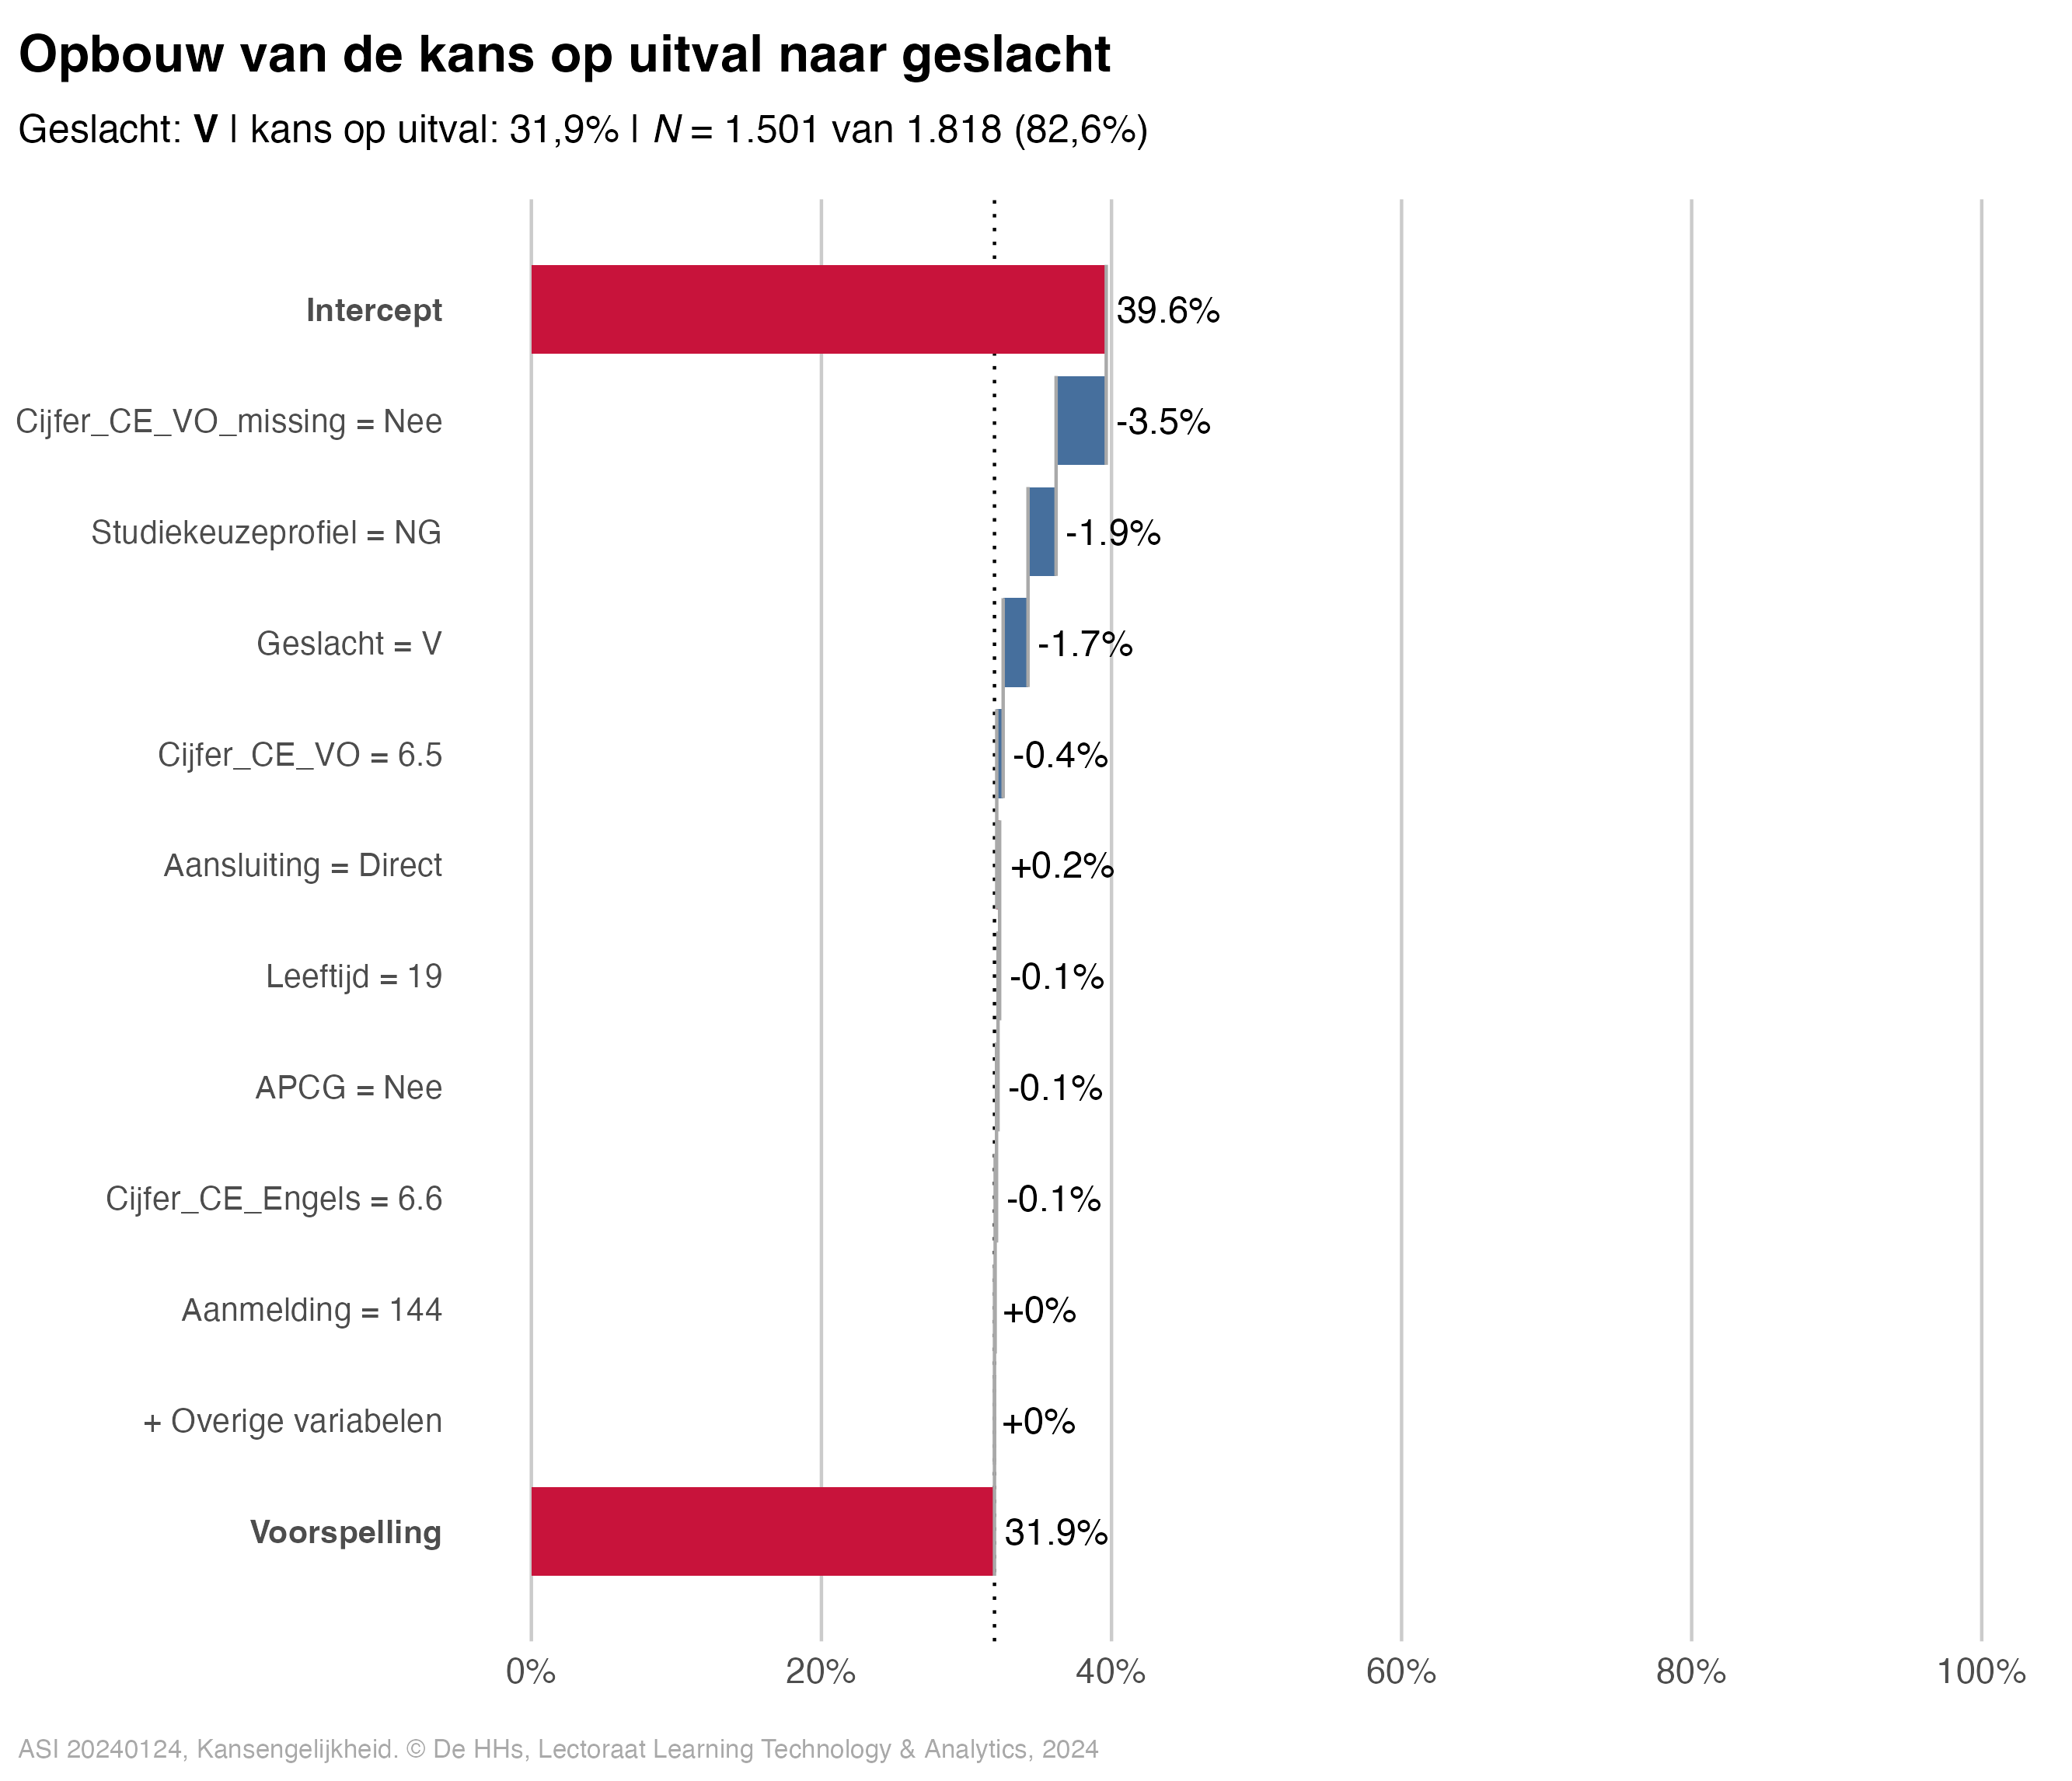 Opbouw van de kans op uitval naar geslacht
Geslacht: V | kans op uitval: 31,9% | N = 1.501 van 1.818 (82,6%)
Intercept 39.6%
Cijfer_CE_VO_missing = Nee -3.5%
Studiekeuzeprofiel = NG -1.9%
Geslacht = V -1.7%
Cijfer_CE_VO = 6.5 -0.4%
Aansluiting = Direct +0.2%
Leeftijd = 19 -0.1%
APCG = Nee -0.1%
Cijfer_CE_Engels = 6.6 -0.1%
Aanmelding = 144 +0%
+ Overige variabelen +0%
Voorspelling 31.9%
0% 20% 40% 60% 80% 100%
ASI 20240124, Kansengelijkheid. © De HHs, Lectoraat Learning Technology & Analytics, 2024